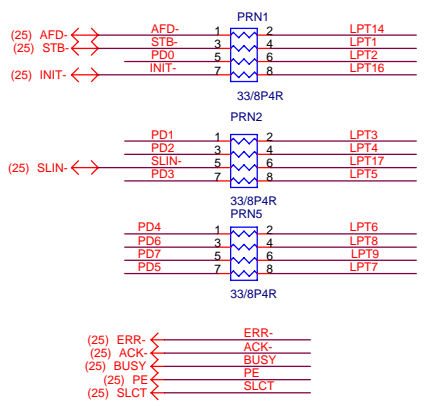 PRN1
(25) AFD- AFD- 1 2 LPT14
(25) STB- STB- 3 4 LPT1
PD0 5 6 LPT2
(25) INIT- INIT- 7 8 LPT16
33/8P4R
PRN2
PD1 1 2 LPT3
PD2 3 4 LPT4
(25) SLIN- SLIN- 5 6 LPT17
PD3 7 8 LPT5
33/8P4R
PRN5
PD4 1 2 LPT6
PD6 3 4 LPT8
PD7 5 6 LPT9
PD5 7 8 LPT7
33/8P4R
(25) ERR- ERR-
(25) ACK- ACK-
(25) BUSY BUSY
(25) PE PE
(25) SLCT SLCT